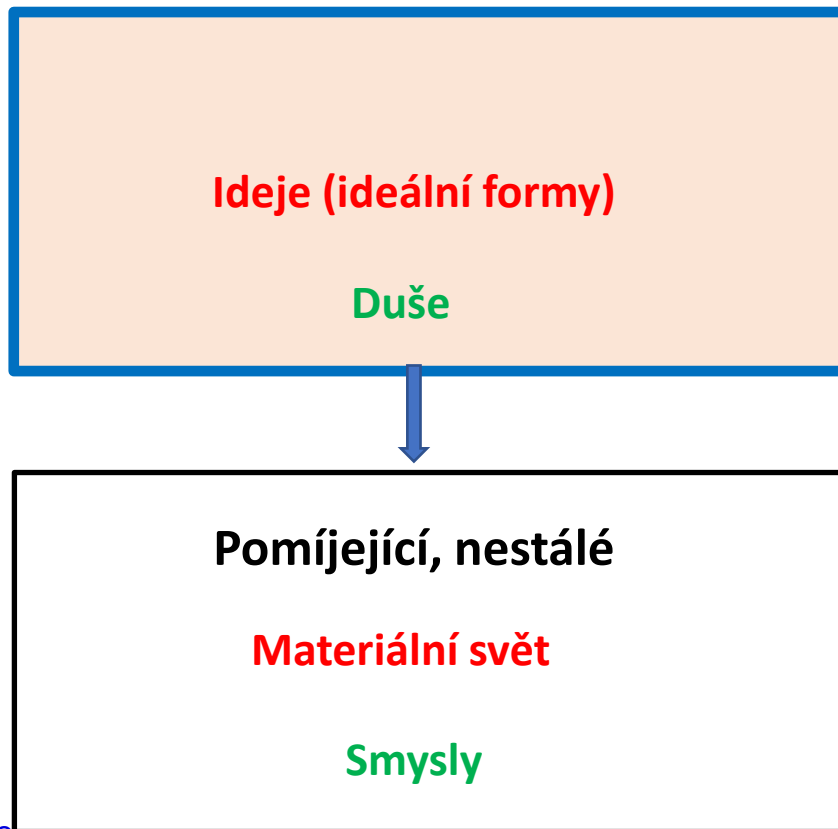 Ideje (ideální formy)
Duše
Pomíjející, nestálé
Materiální svět
Smysly